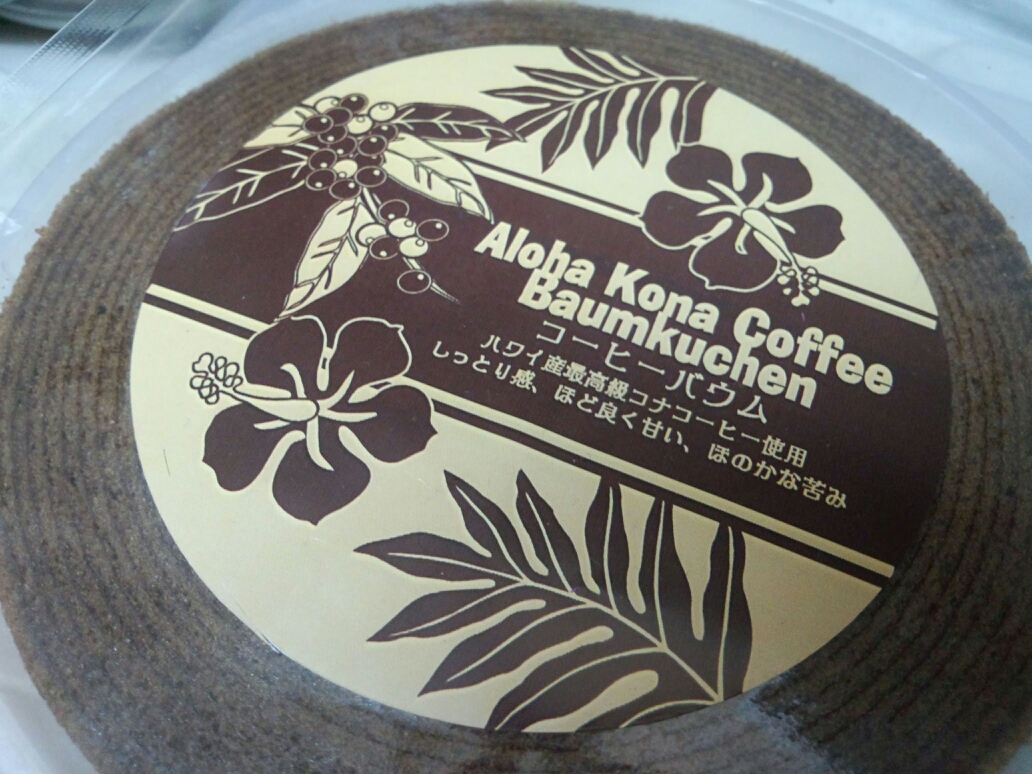 Aloha Kona Coffee
Baumkuchen
コーヒーバウム
ハワイ産最高級コナコーヒー使用
しっとり感、ほど良く甘い、ほのかな苦み